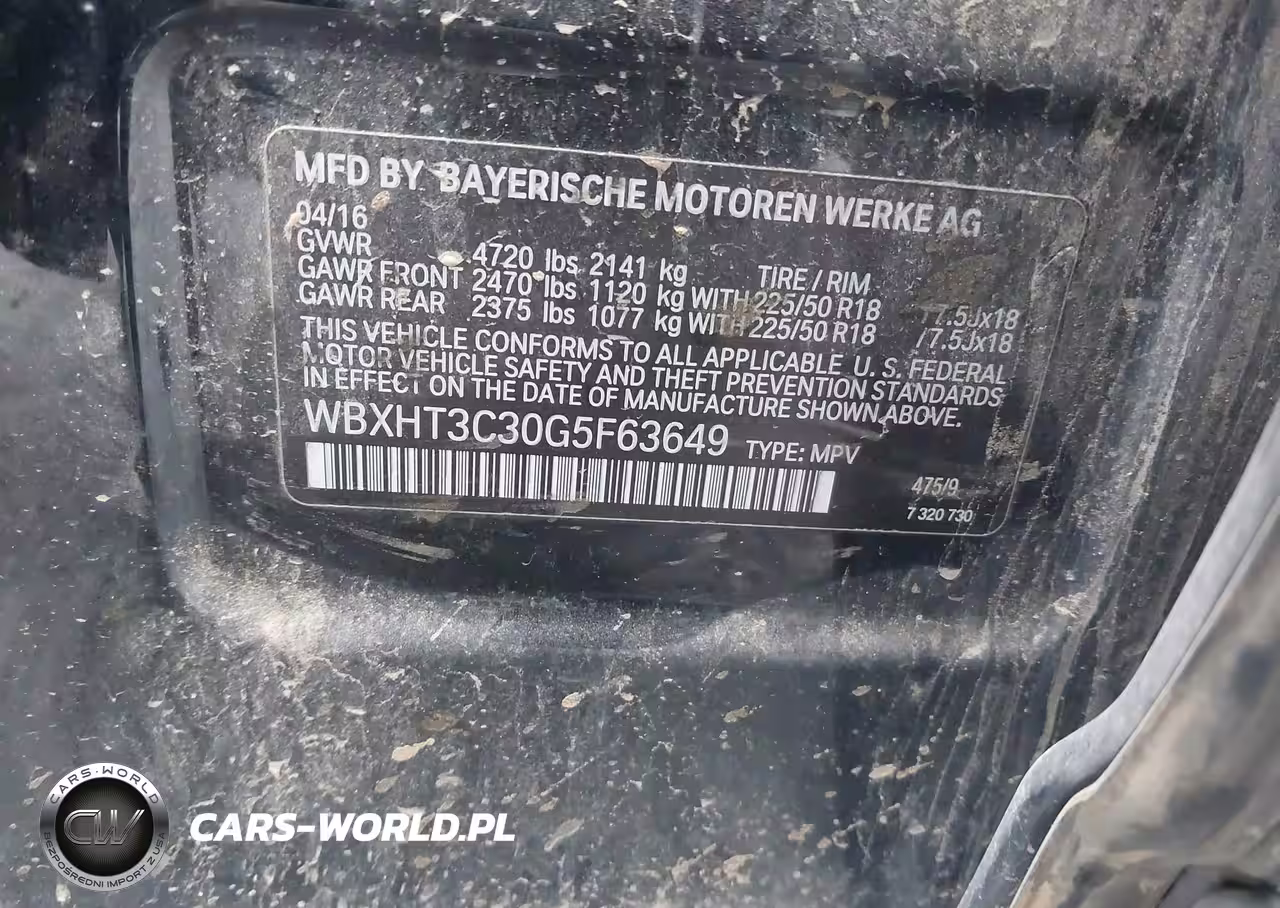 MFD BY BAYERISCHE MOTOREN WERKE AG
04/16
GVWR 4720 lbs 2141 kg TIRE / RIM
GAWR FRONT 2470 lbs 1120 kg WITH 225/50 R18 /7.5Jx18
GAWR REAR 2375 lbs 1077 kg WITH 225/50 R18 /7.5Jx18
THIS VEHICLE CONFORMS TO ALL APPLICABLE U. S. FEDERAL
MOTOR VEHICLE SAFETY AND THEFT PREVENTION STANDARDS
IN EFFECT ON THE DATE OF MANUFACTURE SHOWN ABOVE.
WBXHT3C30G5F63649 TYPE: MPV
475/9
7 320 730
CARS-WORLD
CW
BEZPOŚREDNI IMPORT Z USA
CARS-WORLD.PL